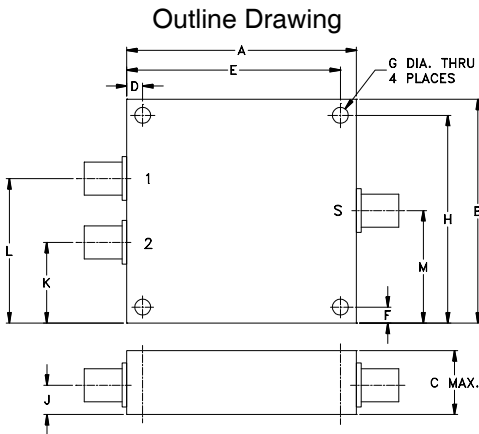 Outline Drawing
A
E
G DIA. THRU
4 PLACES
D
1
2
S
L
K
H
B
M
F
J
C MAX.